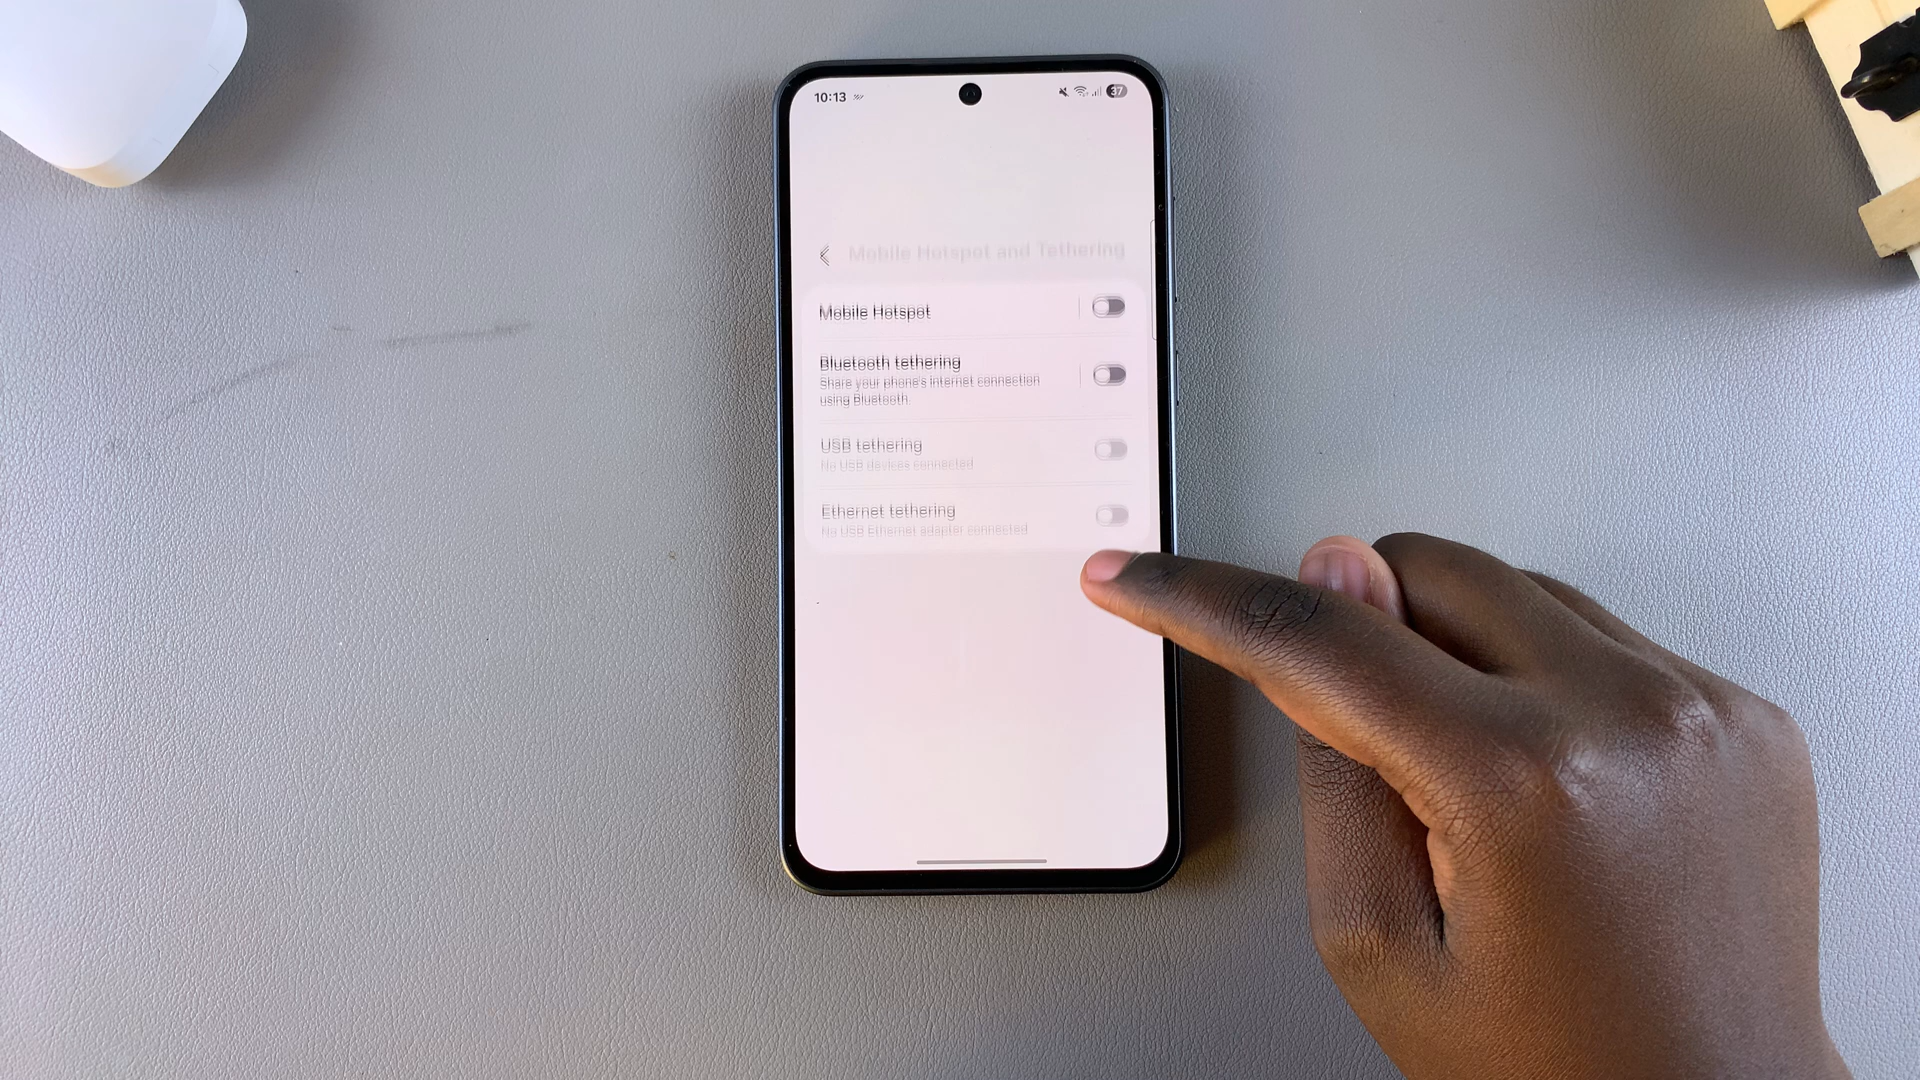 10:13
37
Mobile Hotspot and Tethering
Mobile Hotspot
Bluetooth tethering
Share your phone's internet connection
using Bluetooth.
USB tethering
No USB devices connected
Ethernet tethering
No USB Ethernet adapter connected